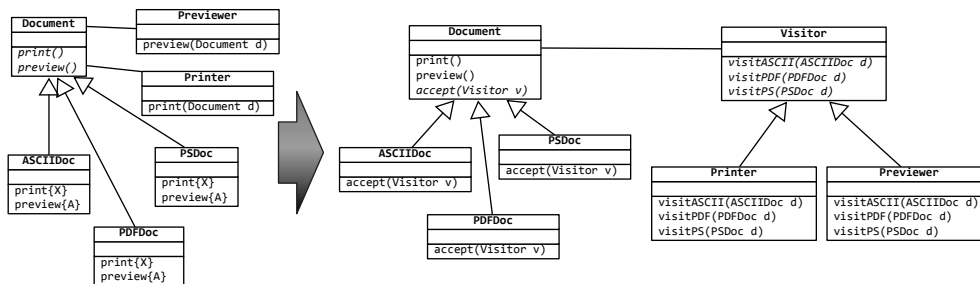 Document
print()
preview()
Previewer
preview(Document d)
Printer
print(Document d)
ASCIIDoc
print{X}
preview{A}
PSDoc
print{X}
preview{A}
PDFDoc
print{X}
preview{A}
Document
print()
preview()
accept(Visitor v)
Visitor
visitASCII(ASCIIDoc d)
visitPDF(PDFDoc d)
visitPS(PSDoc d)
ASCIIDoc
accept(Visitor v)
PSDoc
accept(Visitor v)
PDFDoc
accept(Visitor v)
Printer
visitASCII(ASCIIDoc d)
visitPDF(PDFDoc d)
visitPS(PSDoc d)
Previewer
visitASCII(ASCIIDoc d)
visitPDF(PDFDoc d)
visitPS(PSDoc d)